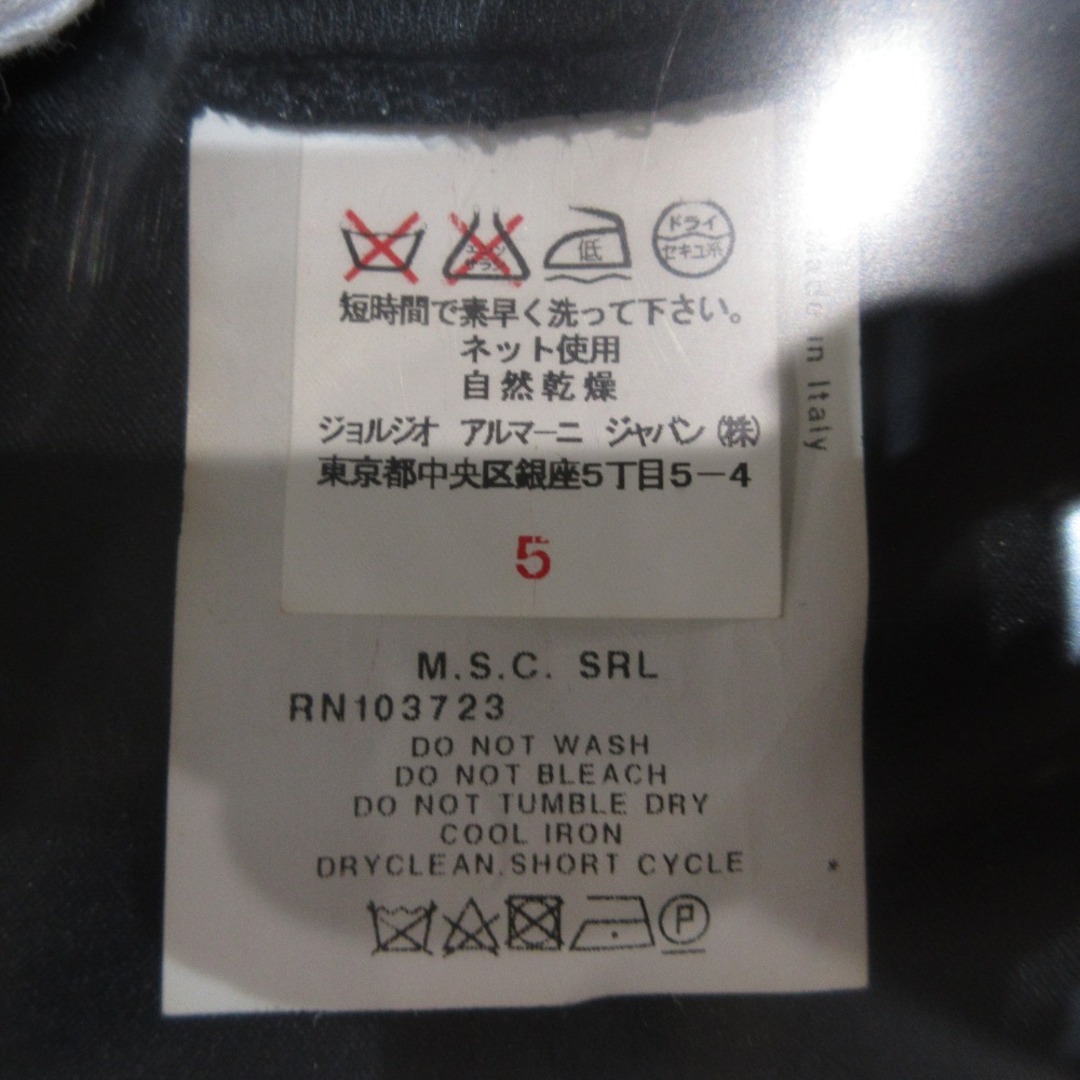 低
ドライ
セキユ系
短時間で素早く洗って下さい。
ネット使用
自然乾燥
ジョルジオ アルマーニ ジャパン(株)
東京都中央区銀座5丁目5-4
5
in Italy
M.S.C. SRL
RN103723
DO NOT WASH
DO NOT BLEACH
DO NOT TUMBLE DRY
COOL IRON
DRYCLEAN.SHORT CYCLE
*
P